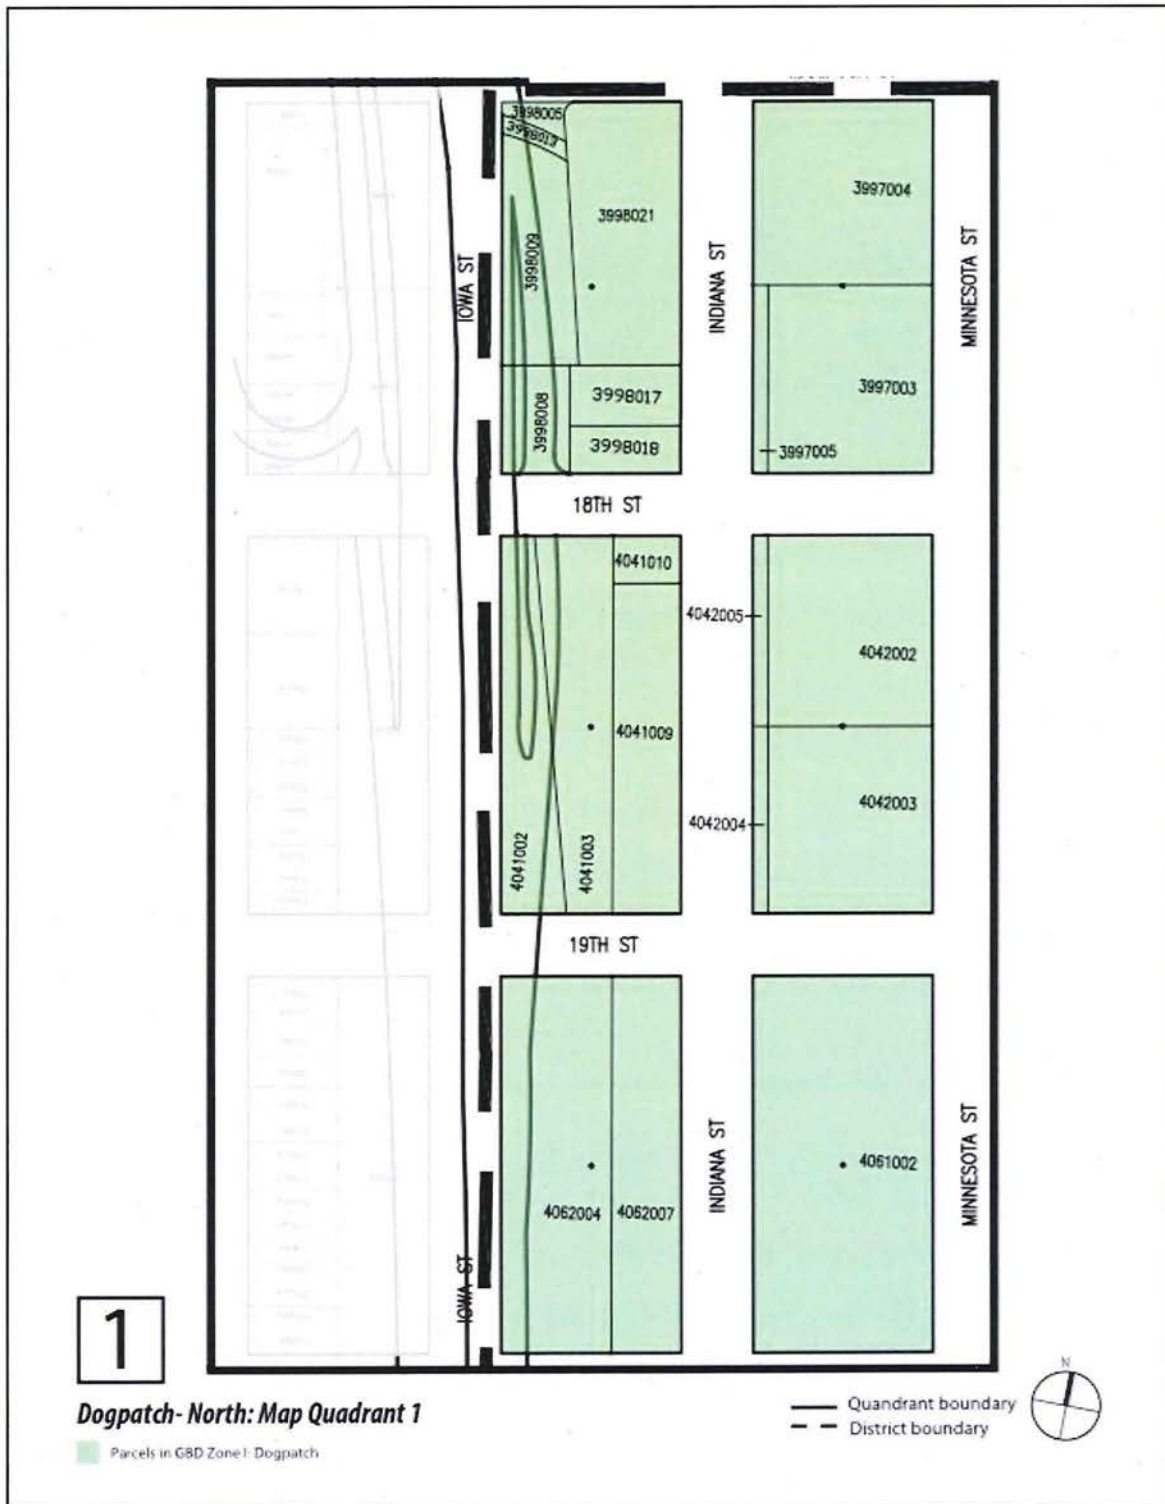 3998006
3998013
3997004
3998021
IOWA ST
3998009
INDIANA ST
MINNESOTA ST
3997003
3998017
3998008
3998018
3997005
18TH ST
4041010
4042005
4042002
4041009
4042003
4042004
4041002
4041003
19TH ST
4061002
INDIANA ST
MINNESOTA ST
4062004
4062007
IOWA ST
1
N
Dogpatch- North: Map Quadrant 1
Quandrant boundary
District boundary
Parcels in GBD Zone I: Dogpatch